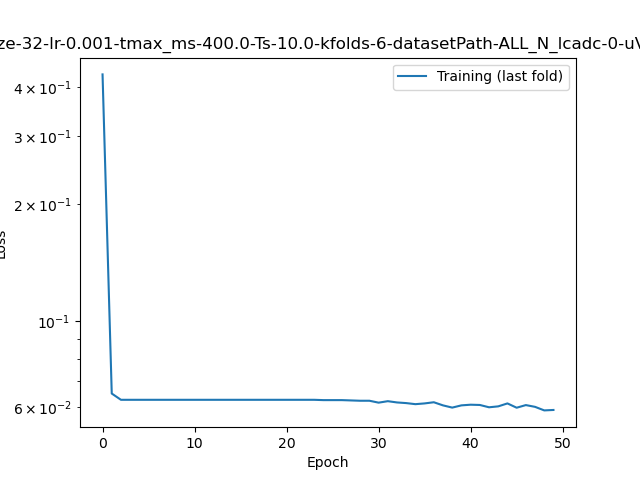 ze-32-lr-0.001-tmax_ms-400.0-Ts-10.0-kfolds-6-datasetPath-ALL_N_lcadc-0-uV
Training (last fold)
4 × 10⁻¹
3 × 10⁻¹
2 × 10⁻¹
10⁻¹
6 × 10⁻²
Loss
0 10 20 30 40 50
Epoch